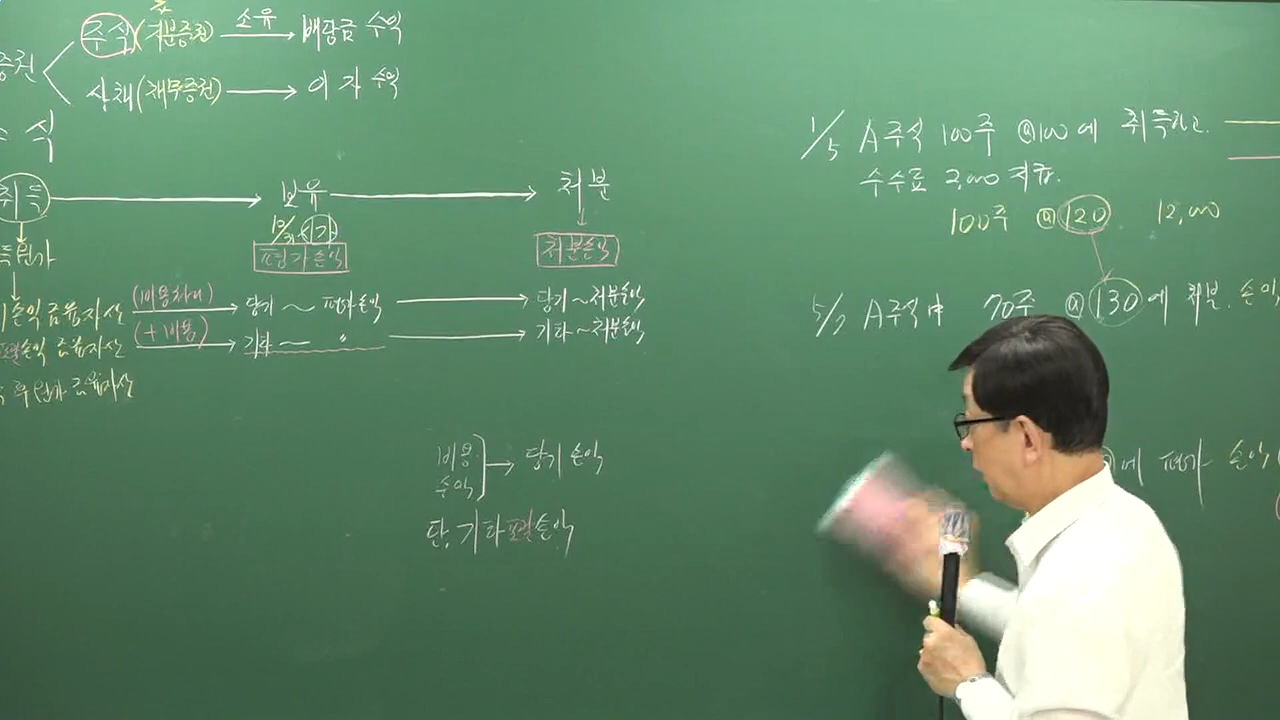 증권
주식(지분증권) 소유 → 배당금 수익
사채(채무증권) → 이자 수익
식
취득 → 보유 → 처분
12/31 시가
득원가 평가손익 처분손익
손익금융자산 (비용처리) → 당기 ~ 평가손익 → 당기~처분손익
포괄손익 금융자산 (+비용) → 기타 ~ 〃 → 기타~처분손익
원가 금융자산
비용
수익 → 당기 손익
단, 기타포괄손익
1/5 A주식 100주 @100에 취득하고
수수료 2,000 지급.
100주 @120 12,000
5/7 A주식中 70주 @130에 처분. 손익
에 평가 손익